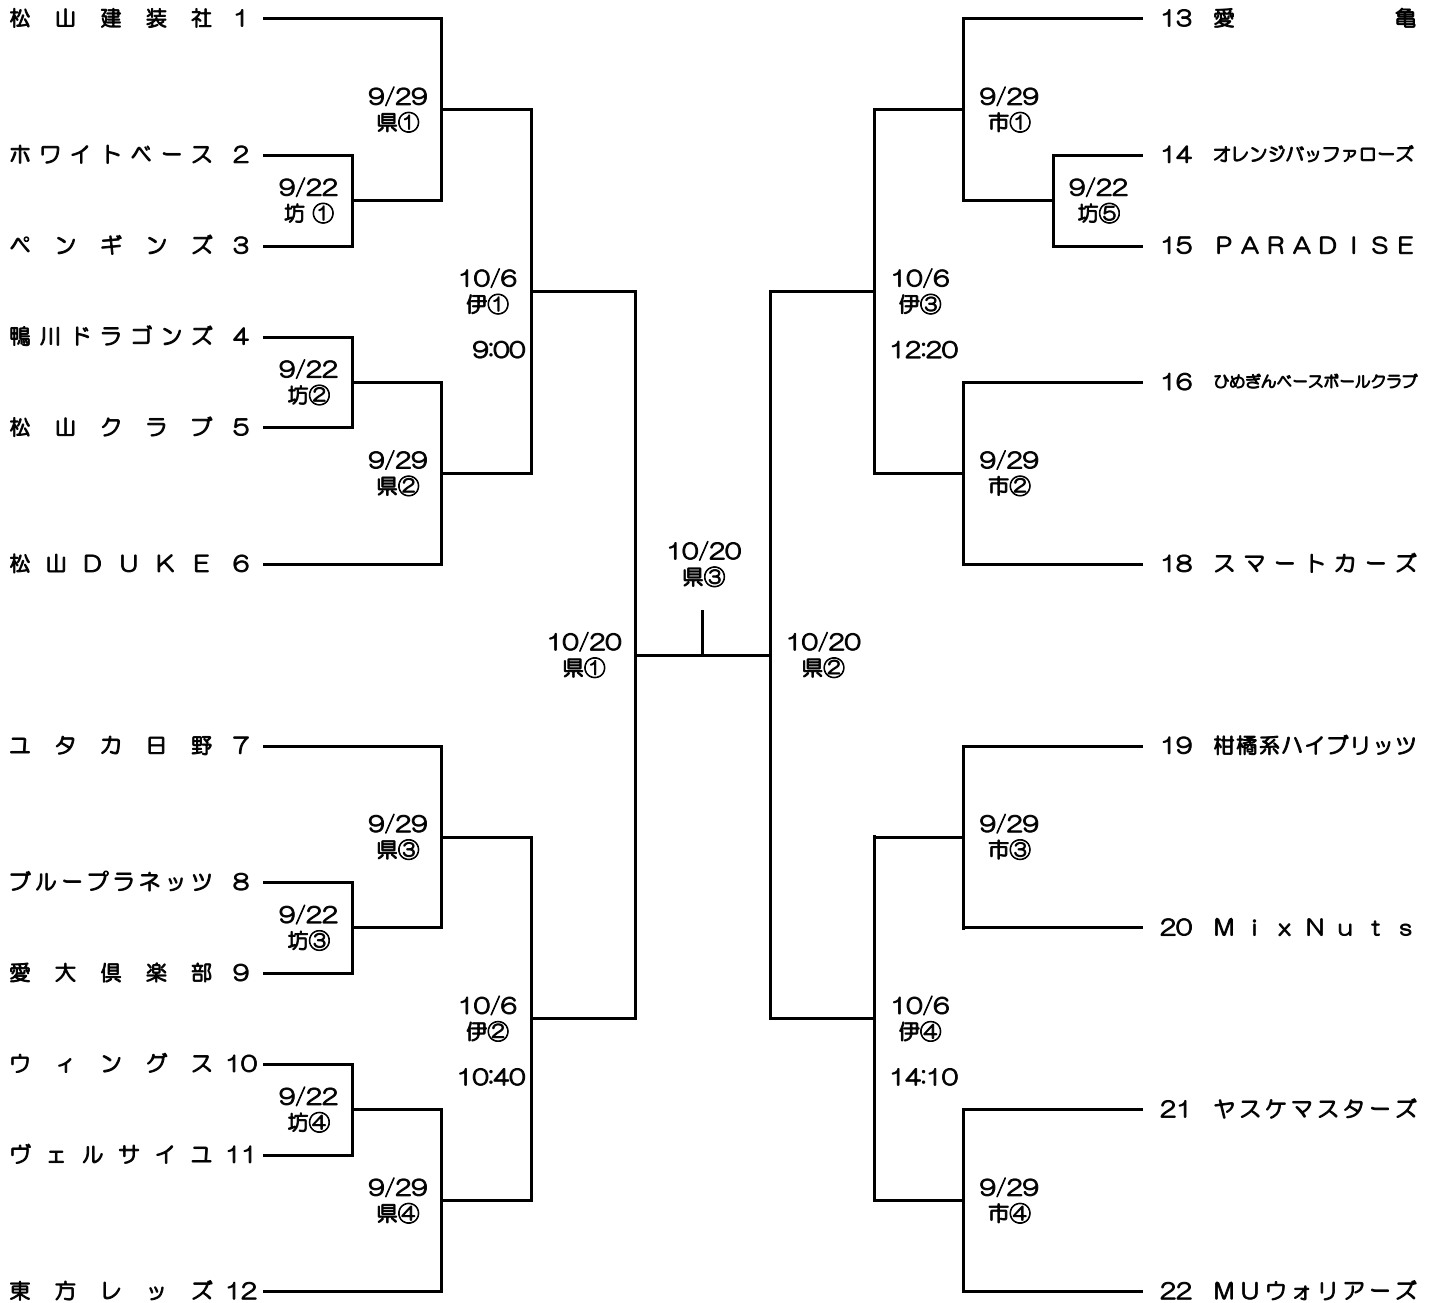 松山建装社 1
9/29
県①
ホワイトベース 2
9/22
坊 ①
ペンギンズ 3
10/6
伊①
9:00
鴨川ドラゴンズ 4
9/22
坊②
松山クラブ 5
9/29
県②
松山DUKE 6
10/20
県①
ユタカ日野 7
9/29
県③
ブループラネッツ 8
9/22
坊③
愛大倶楽部 9
10/6
伊②
10:40
ウィングス 10
9/22
坊④
ヴェルサイユ 11
9/29
県④
東方レッズ 12
10/20
県③
13 愛亀
9/29
市①
14 オレンジバッファローズ
9/22
坊⑤
15 PARADISE
10/6
伊③
12:20
16 ひめぎんベースボールクラブ
9/29
市②
18 スマートカーズ
10/20
県②
19 柑橘系ハイブリッツ
9/29
市③
20 MixNuts
10/6
伊④
14:10
21 ヤスケマスターズ
9/29
市④
22 MUウォリアーズ